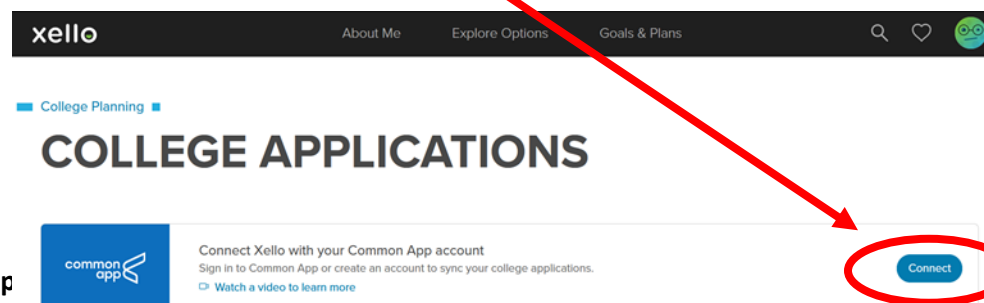 xello About Me Explore Options Goals & Plans
College Planning
COLLEGE APPLICATIONS
common app
Connect Xello with your Common App account
Sign in to Common App or create an account to sync your college applications.
Watch a video to learn more
Connect
p